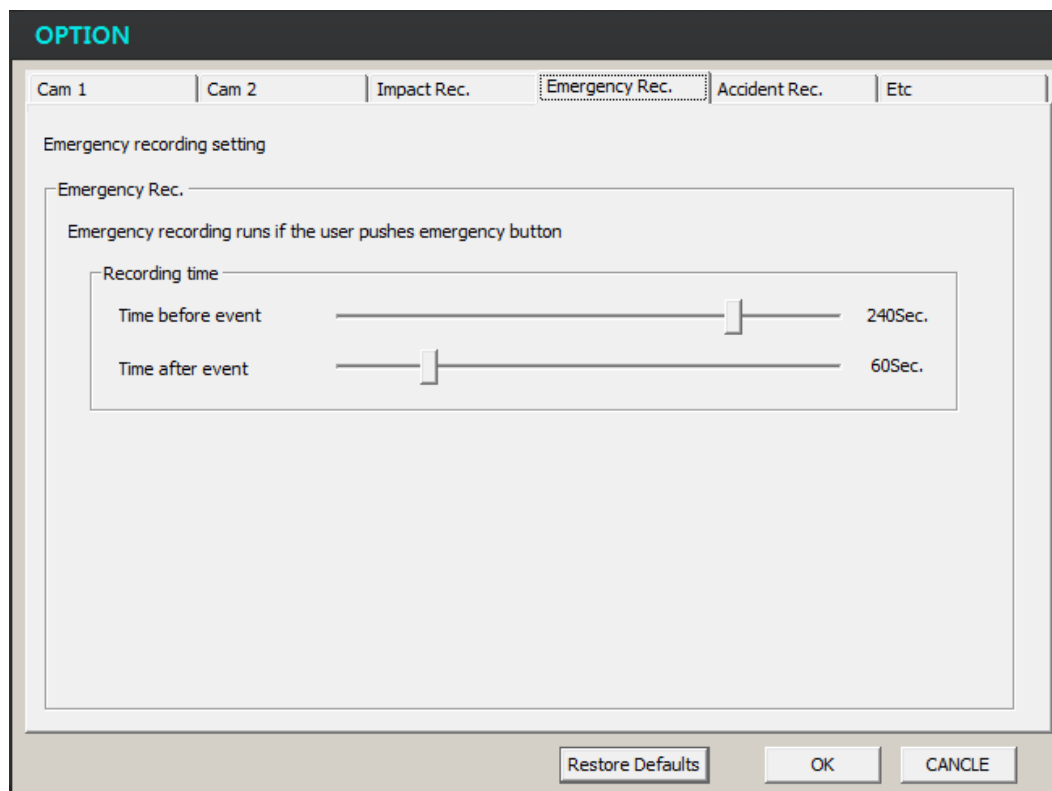 OPTION
Cam 1 Cam 2 Impact Rec. Emergency Rec. Accident Rec. Etc
Emergency recording setting
Emergency Rec.
Emergency recording runs if the user pushes emergency button
Recording time
Time before event 240Sec.
Time after event 60Sec.
Restore Defaults OK CANCLE